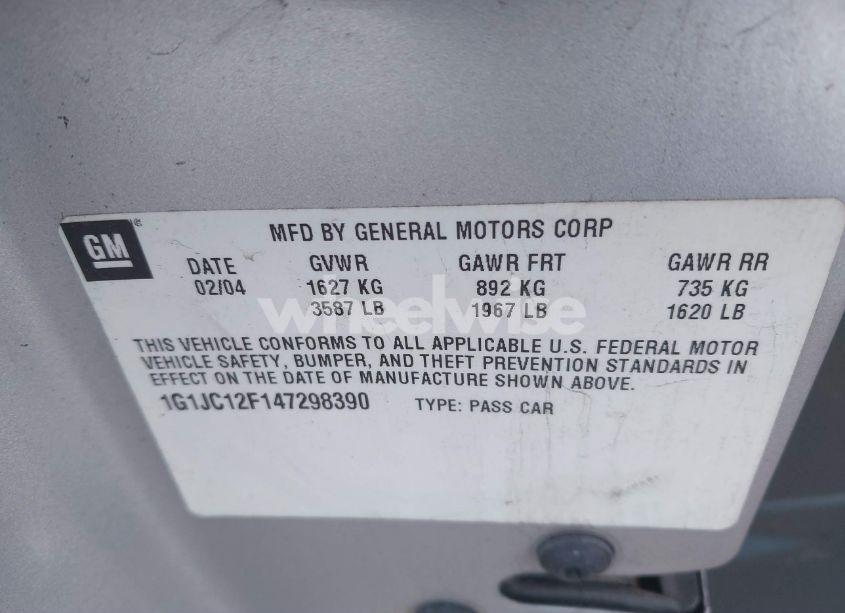 GM
MFD BY GENERAL MOTORS CORP
DATE GVWR GAWR FRT GAWR RR
02/04 1627 KG 892 KG 735 KG
3587 LB 1967 LB 1620 LB
wheelwise
THIS VEHICLE CONFORMS TO ALL APPLICABLE U.S. FEDERAL MOTOR
VEHICLE SAFETY, BUMPER, AND THEFT PREVENTION STANDARDS IN
EFFECT ON THE DATE OF MANUFACTURE SHOWN ABOVE.
1G1JC12F147298390 TYPE: PASS CAR